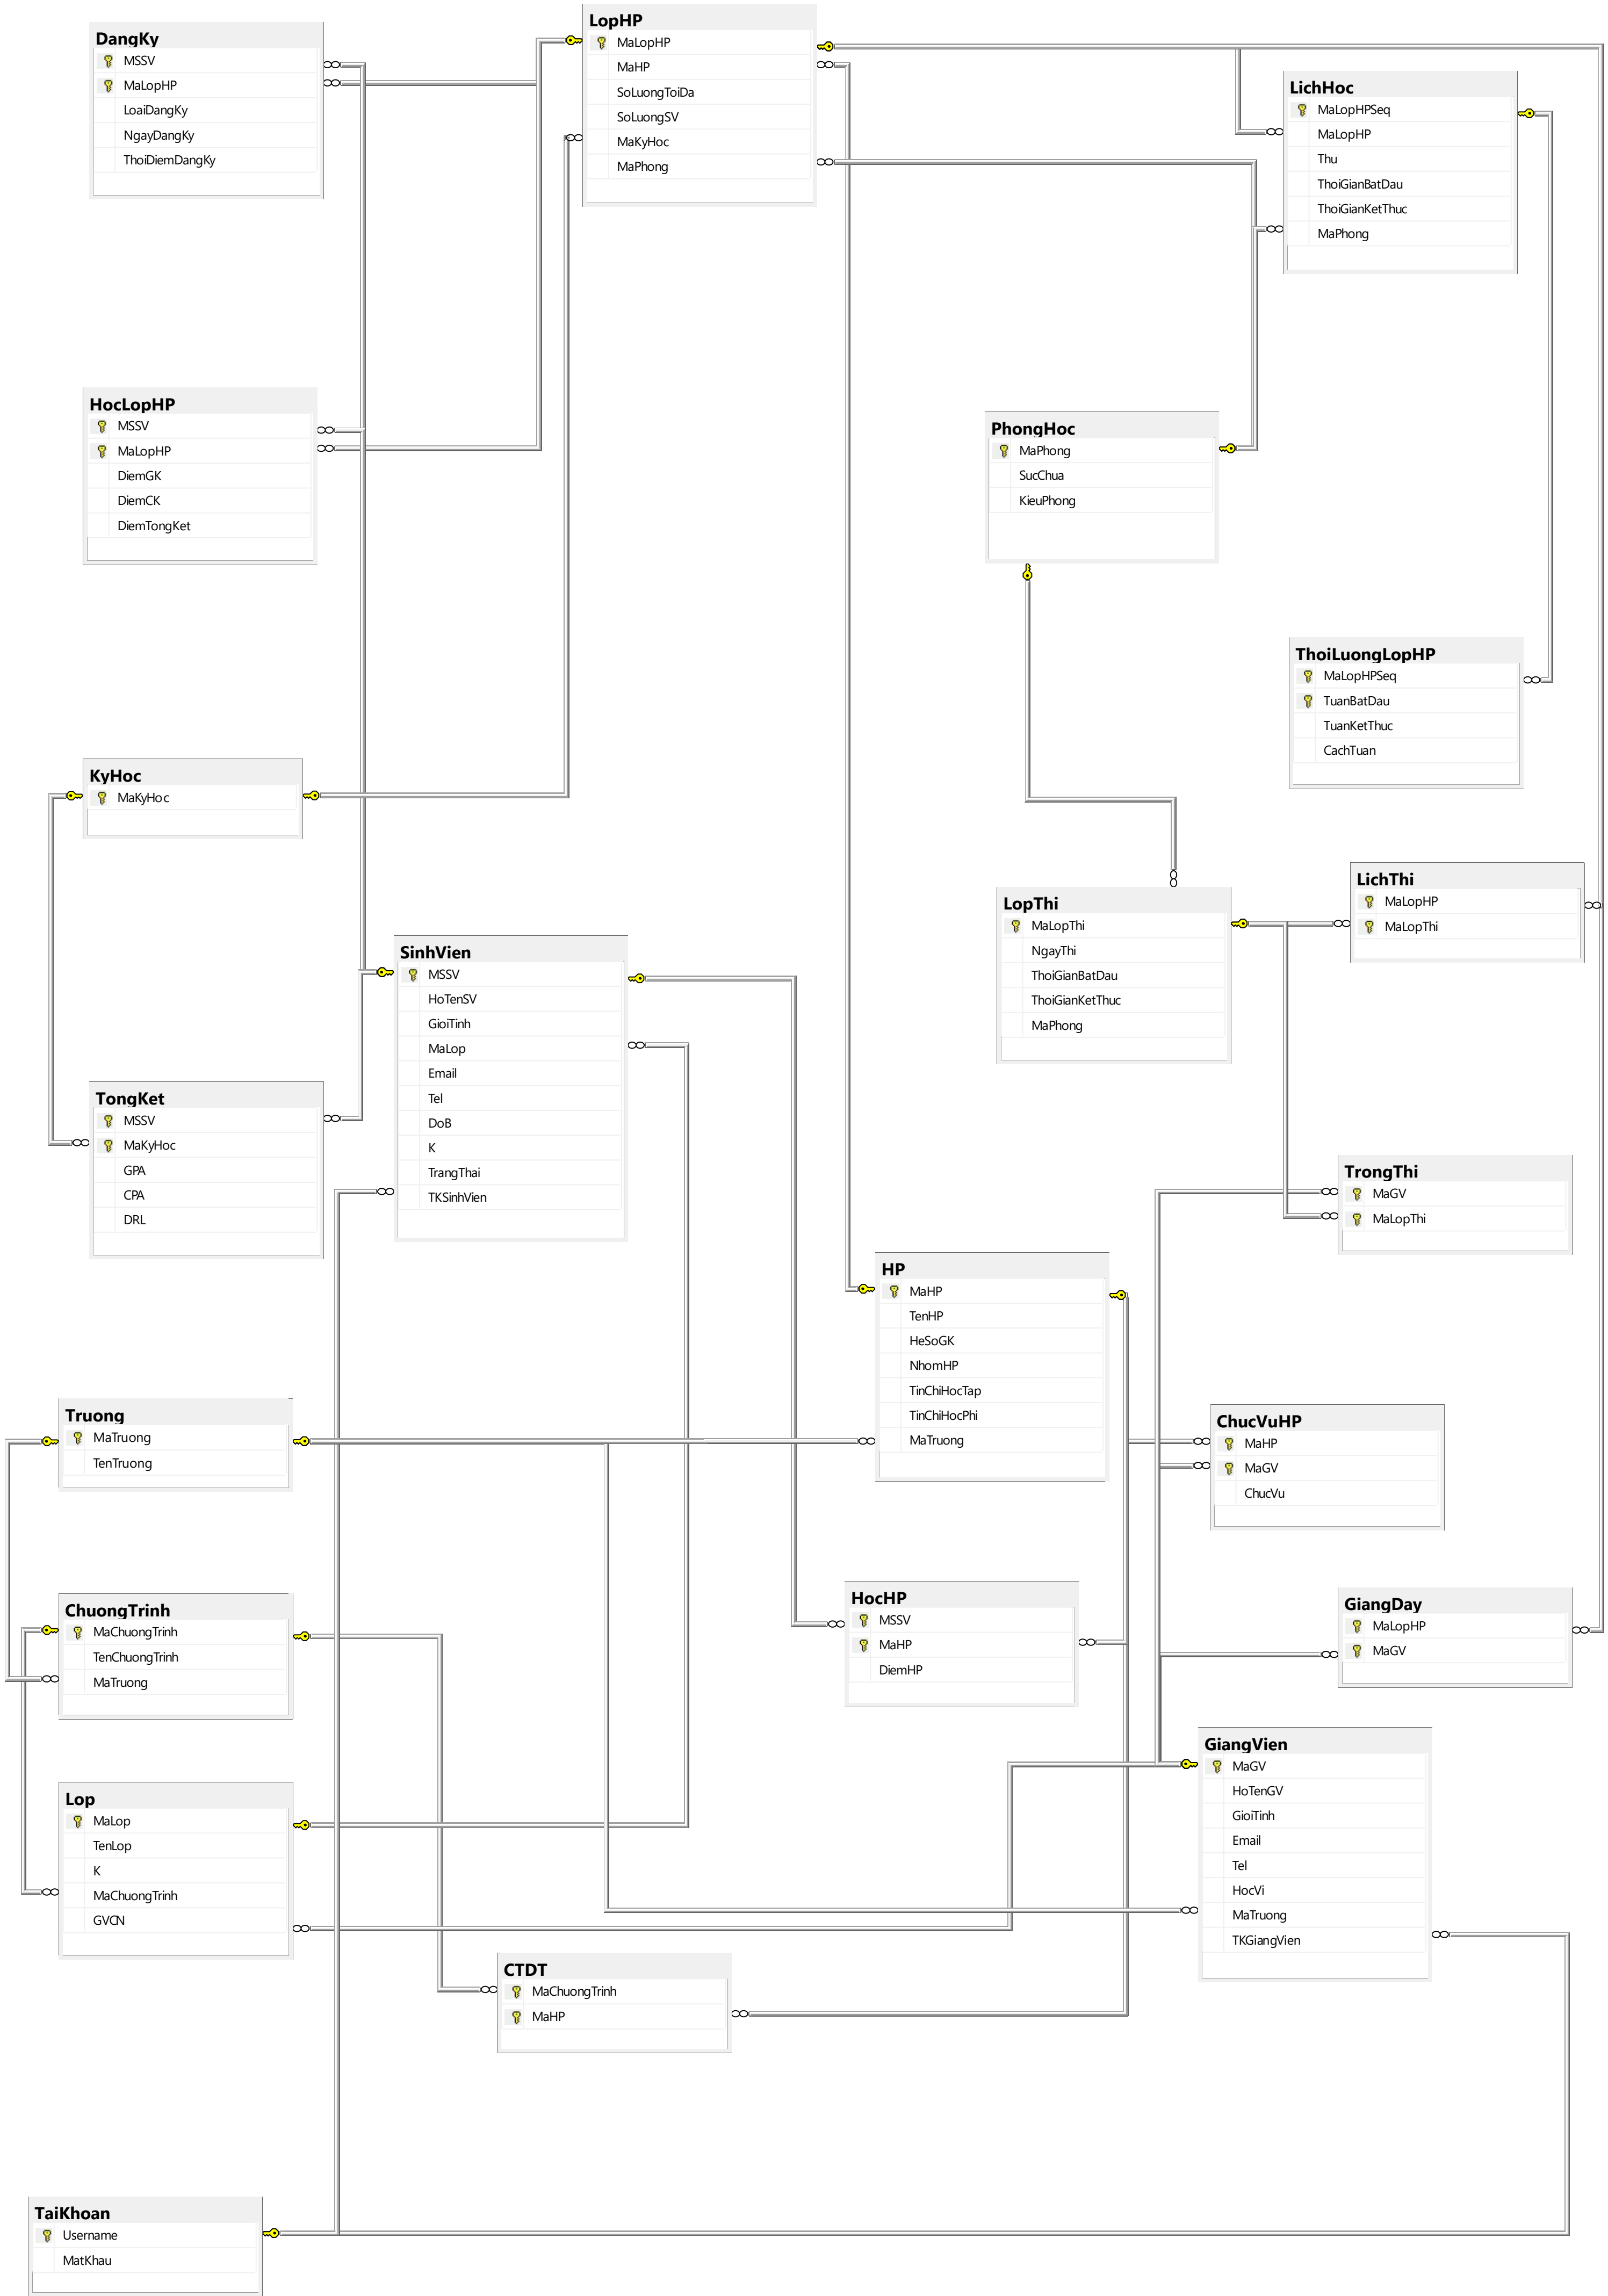 DangKy
MSSV
MaLopHP
LoaiDangKy
NgayDangKy
ThoiDiemDangKy
LopHP
MaLopHP
MaHP
SoLuongToiDa
SoLuongSV
MaKyHoc
MaPhong
LichHoc
MaLopHPSeq
MaLopHP
Thu
ThoiGianBatDau
ThoiGianKetThuc
MaPhong
HocLopHP
MSSV
MaLopHP
DiemGK
DiemCK
DiemTongKet
PhongHoc
MaPhong
SucChua
KieuPhong
ThoiLuongLopHP
MaLopHPSeq
TuanBatDau
TuanKetThuc
CachTuan
KyHoc
MaKyHoc
LichThi
MaLopHP
MaLopThi
LopThi
MaLopThi
NgayThi
ThoiGianBatDau
ThoiGianKetThuc
MaPhong
SinhVien
MSSV
HoTenSV
GioiTinh
MaLop
Email
Tel
DoB
K
TrangThai
TKSinhVien
TongKet
MSSV
MaKyHoc
GPA
CPA
DRL
TrongThi
MaGV
MaLopThi
HP
MaHP
TenHP
HeSoGK
NhomHP
TinChiHocTap
TinChiHocPhi
MaTruong
Truong
MaTruong
TenTruong
ChucVuHP
MaHP
MaGV
ChucVu
HocHP
MSSV
MaHP
DiemHP
GiangDay
MaLopHP
MaGV
ChuongTrinh
MaChuongTrinh
TenChuongTrinh
MaTruong
GiangVien
MaGV
HoTenGV
GioiTinh
Email
Tel
HocVi
MaTruong
TKGiangVien
Lop
MaLop
TenLop
K
MaChuongTrinh
GVCN
CTDT
MaChuongTrinh
MaHP
TaiKhoan
Username
MatKhau